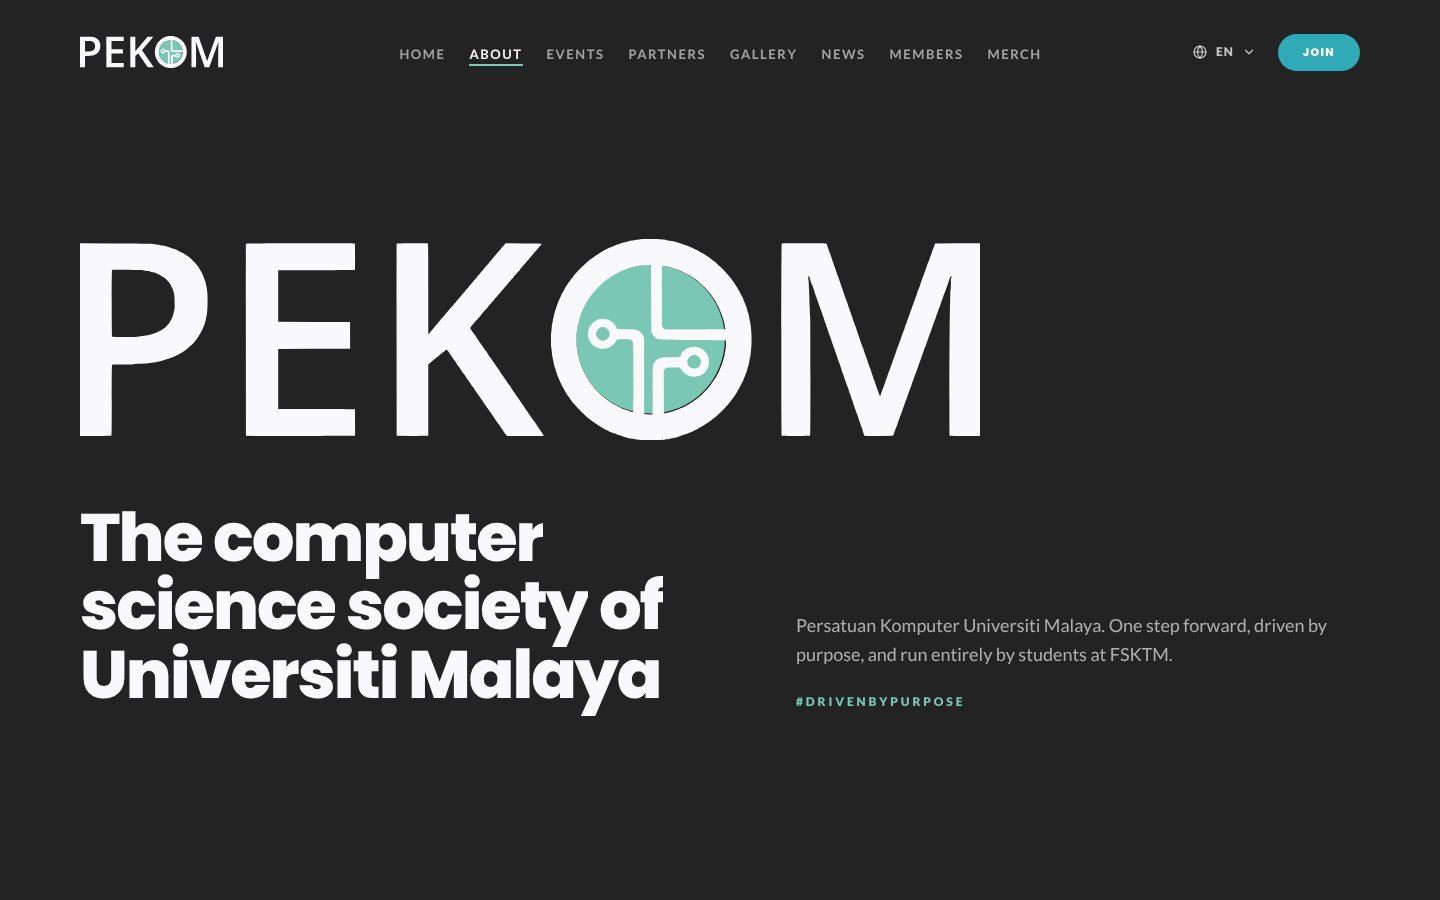 PEKOM
HOME
ABOUT
EVENTS
PARTNERS
GALLERY
NEWS
MEMBERS
MERCH
EN
JOIN
PEKOM
The computer
science society of
Universiti Malaya
Persatuan Komputer Universiti Malaya. One step forward, driven by
purpose, and run entirely by students at FSKTM.
#DRIVENBYPURPOSE